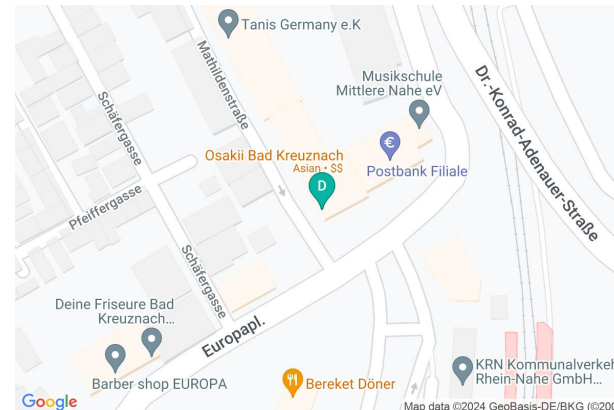 Tanis Germany e.K
Mathildenstraße
Musikschule
Mittlere Nahe eV
Dr.-Konrad-Adenauer-Straße
Schäfergasse
Osakii Bad Kreuznach
Asian • $$
€
Postbank Filiale
D
Pfeiffergasse
Schäfergasse
Deine Friseure Bad
Kreuznach...
Europapl.
Barber shop EUROPA
Bereket Döner
KRN Kommunalverkeh
Rhein-Nahe GmbH...
Google
Map data ©2024 GeoBasis-DE/BKG (©200